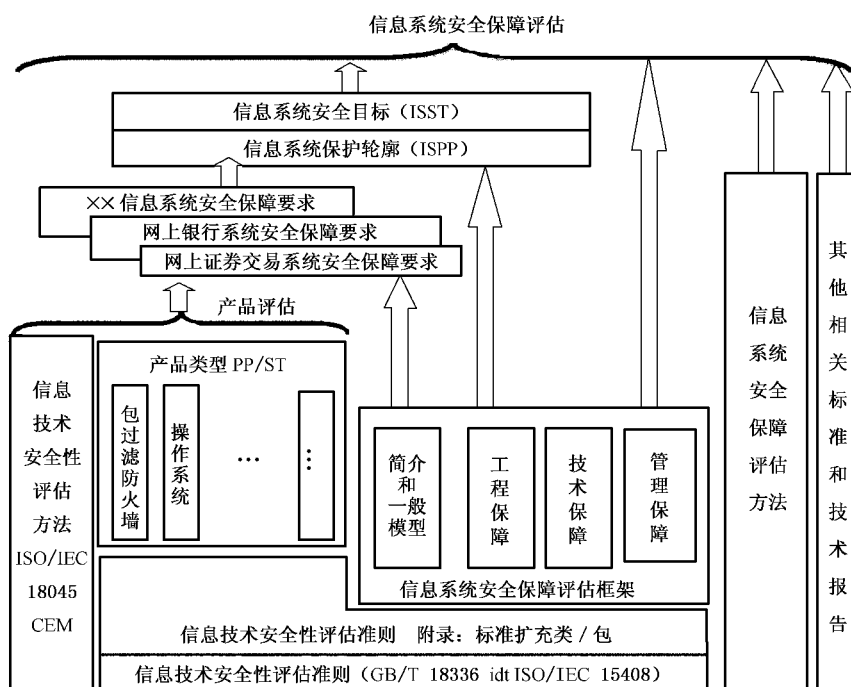 信息系统安全保障评估
信息系统安全目标（ISST）
信息系统保护轮廓（ISPP）
××信息系统安全保障要求
网上银行系统安全保障要求
网上证券交易系统安全保障要求
产品评估
信息
技术
安全性
评估
方法
ISO/IEC
18045
CEM
产品类型 PP/ST
包过滤防火墙
操作系统
…
…
简介
和
一般
模型
工程保障
技术保障
管理保障
信息系统安全保障评估框架
信息技术安全性评估准则 附录：标准扩充类/包
信息技术安全性评估准则（GB/T 18336 idt ISO/IEC 15408）
信息
系统
安全
保障
评估
方法
其他相关标准和技术报告